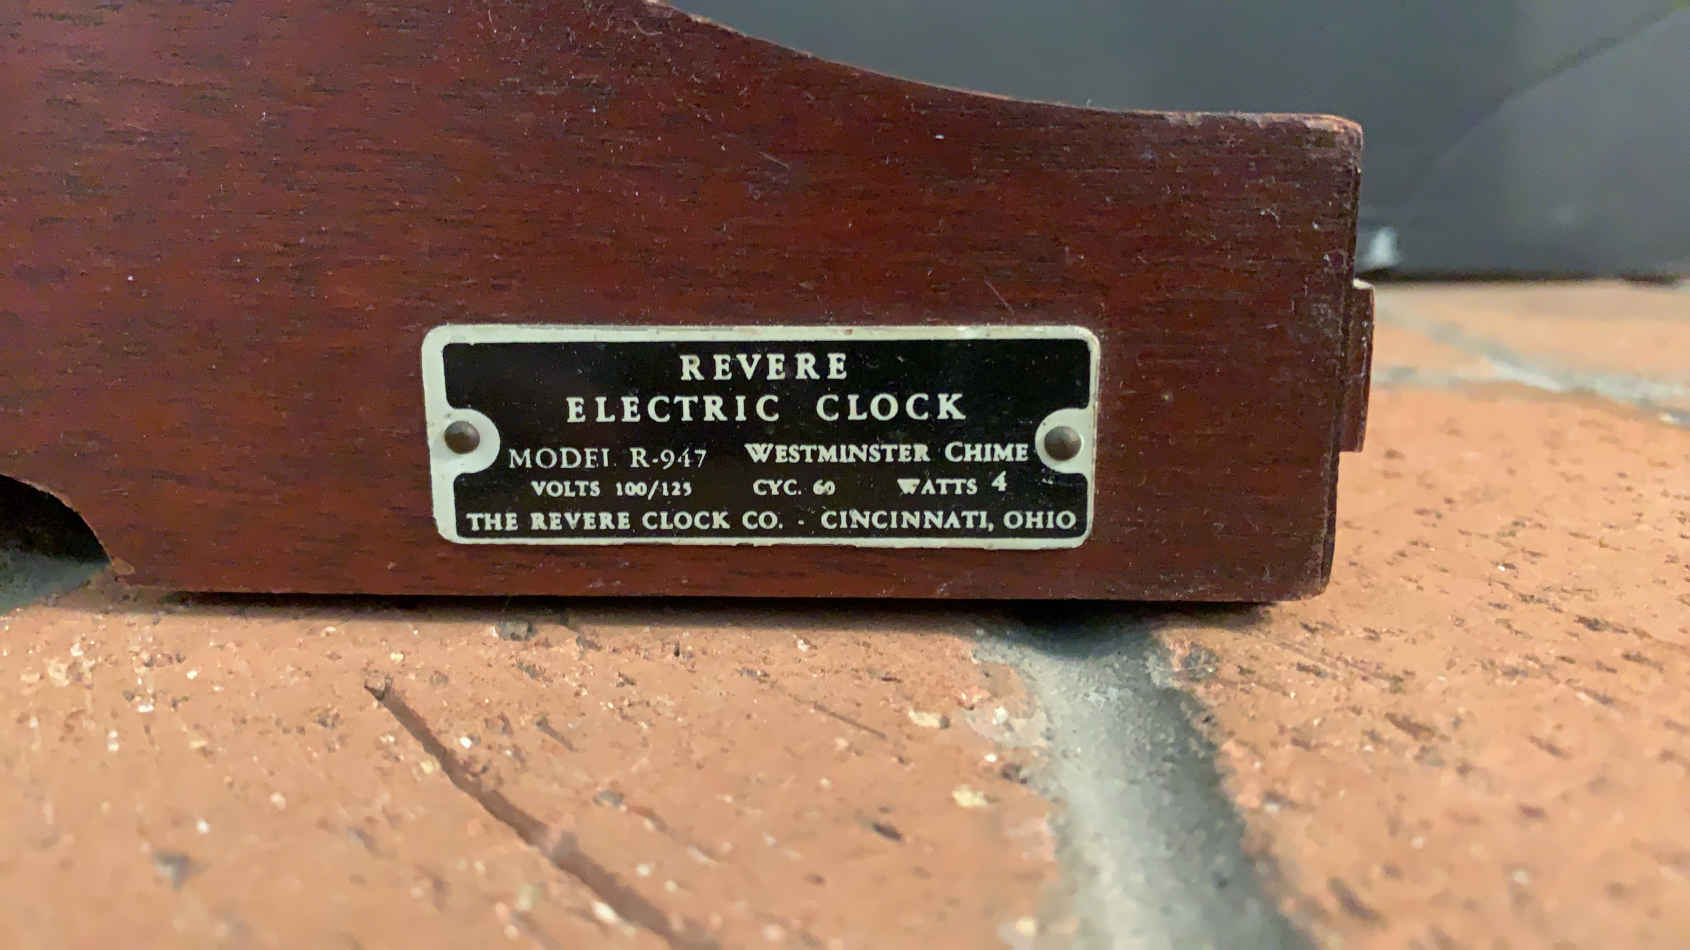 REVERE
ELECTRIC CLOCK
MODEL R-947 WESTMINSTER CHIME
VOLTS 100/125 CYC. 60 WATTS 4
THE REVERE CLOCK CO. - CINCINNATI, OHIO